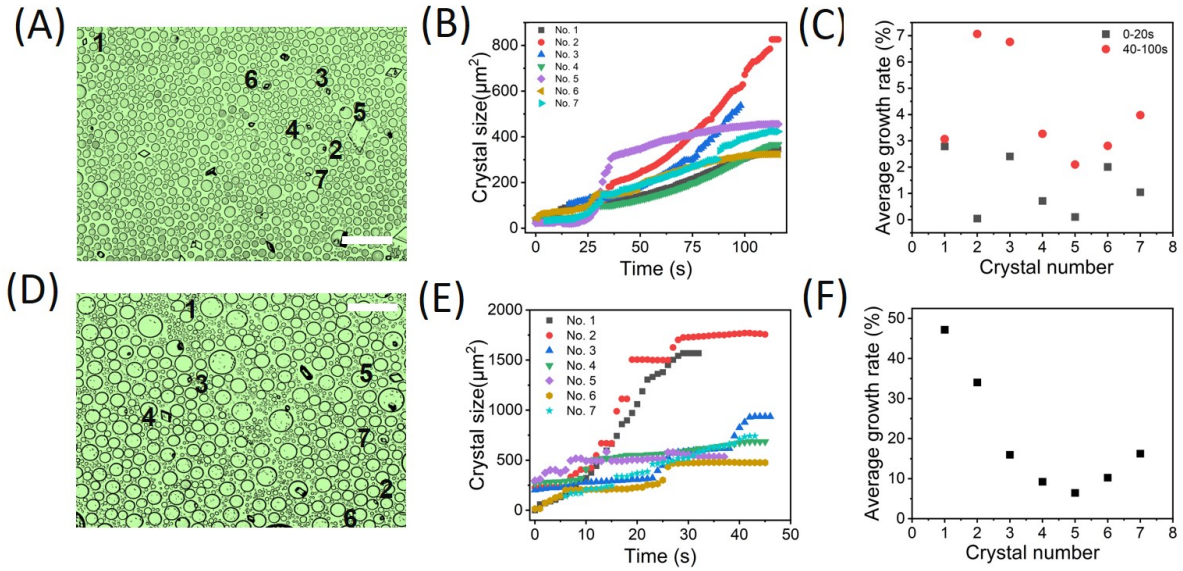 (A)
1
6
3
5
4
2
7
(B)
Crystal size(μm²)
800
600
400
200
0
No. 1
No. 2
No. 3
No. 4
No. 5
No. 6
No. 7
0 25 50 75 100
Time (s)
(C)
Average growth rate (%)
7
6
5
4
3
2
1
0
0-20s
40-100s
0 1 2 3 4 5 6 7 8
Crystal number
(D)
1
3
5
4
7
2
6
(E)
Crystal size(μm²)
2000
1500
1000
500
0
No. 1
No. 2
No. 3
No. 4
No. 5
No. 6
No. 7
0 10 20 30 40 50
Time (s)
(F)
Average growth rate (%)
50
40
30
20
10
0
0 1 2 3 4 5 6 7 8
Crystal number